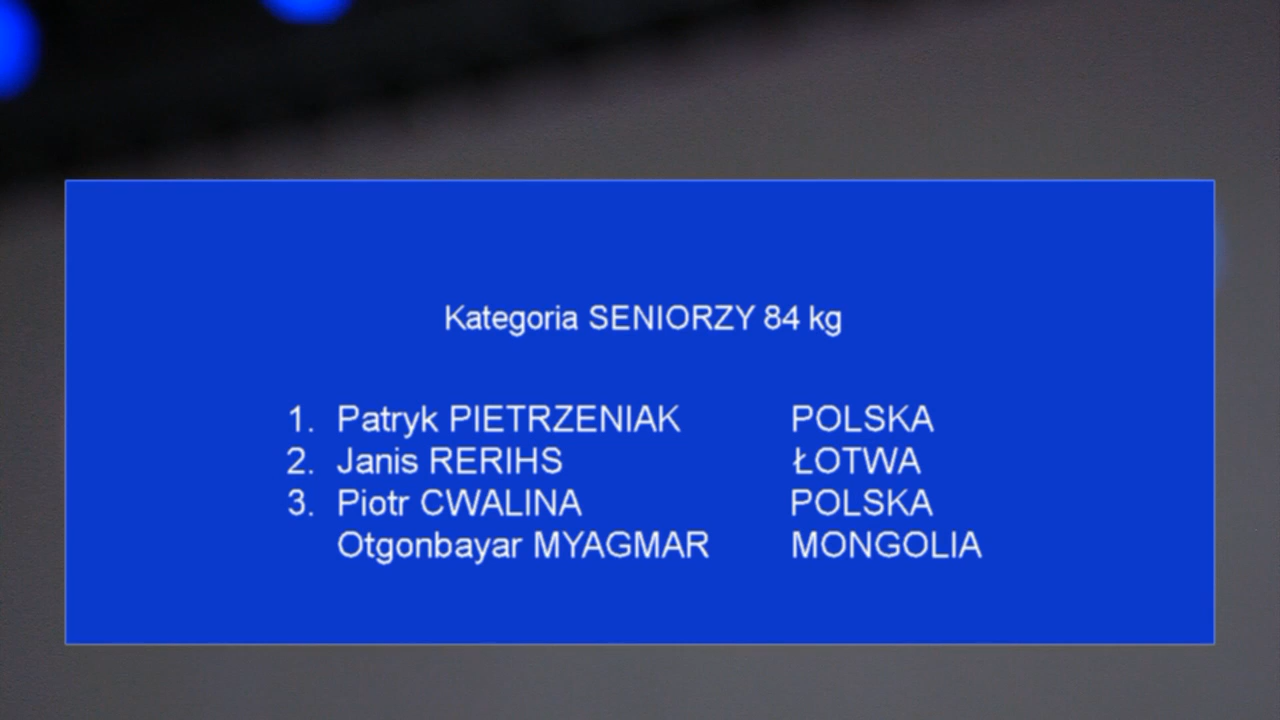 Kategoria SENIORZY 84 kg
1. Patryk PIETRZENIAK POLSKA
2. Janis RERIHS ŁOTWA
3. Piotr CWALINA POLSKA
Otgonbayar MYAGMAR MONGOLIA